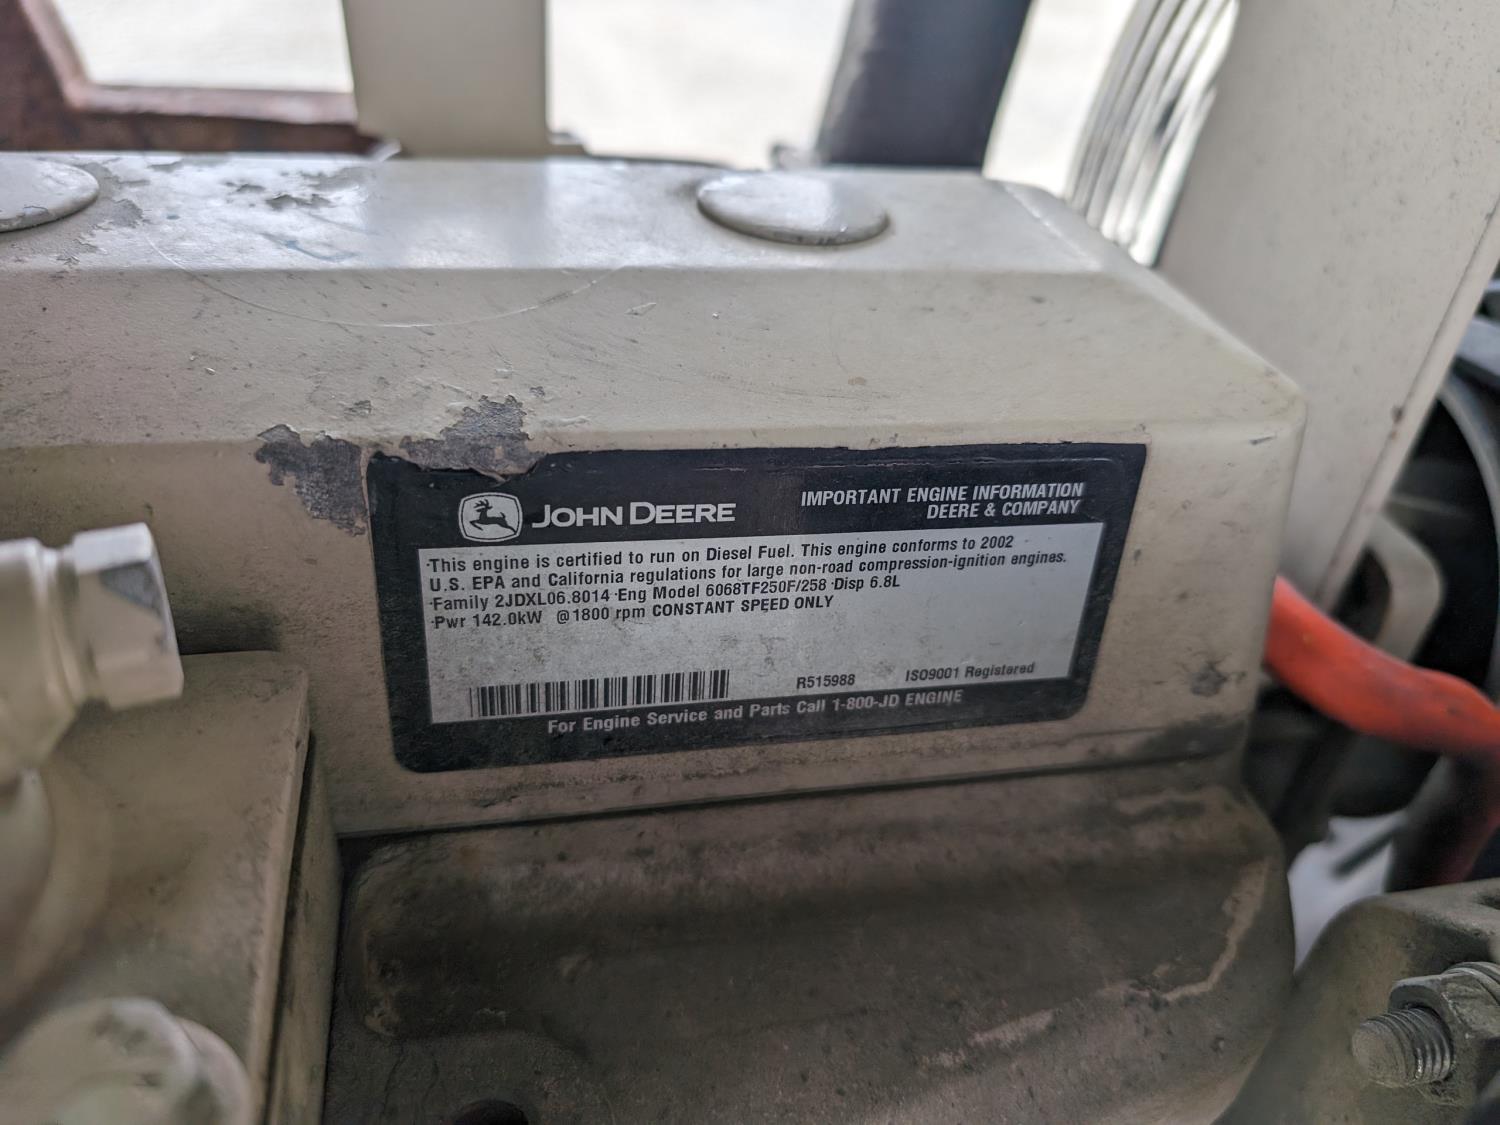 JOHN DEERE
IMPORTANT ENGINE INFORMATION
DEERE & COMPANY
·This engine is certified to run on Diesel Fuel. This engine conforms to 2002
U.S. EPA and California regulations for large non-road compression-ignition engines.
·Family 2JDXL06.8014 ·Eng Model 6068TF250F/258 ·Disp 6.8L
·Pwr 142.0kW @1800 rpm CONSTANT SPEED ONLY
R515988 ISO9001 Registered
For Engine Service and Parts Call 1-800-JD ENGINE